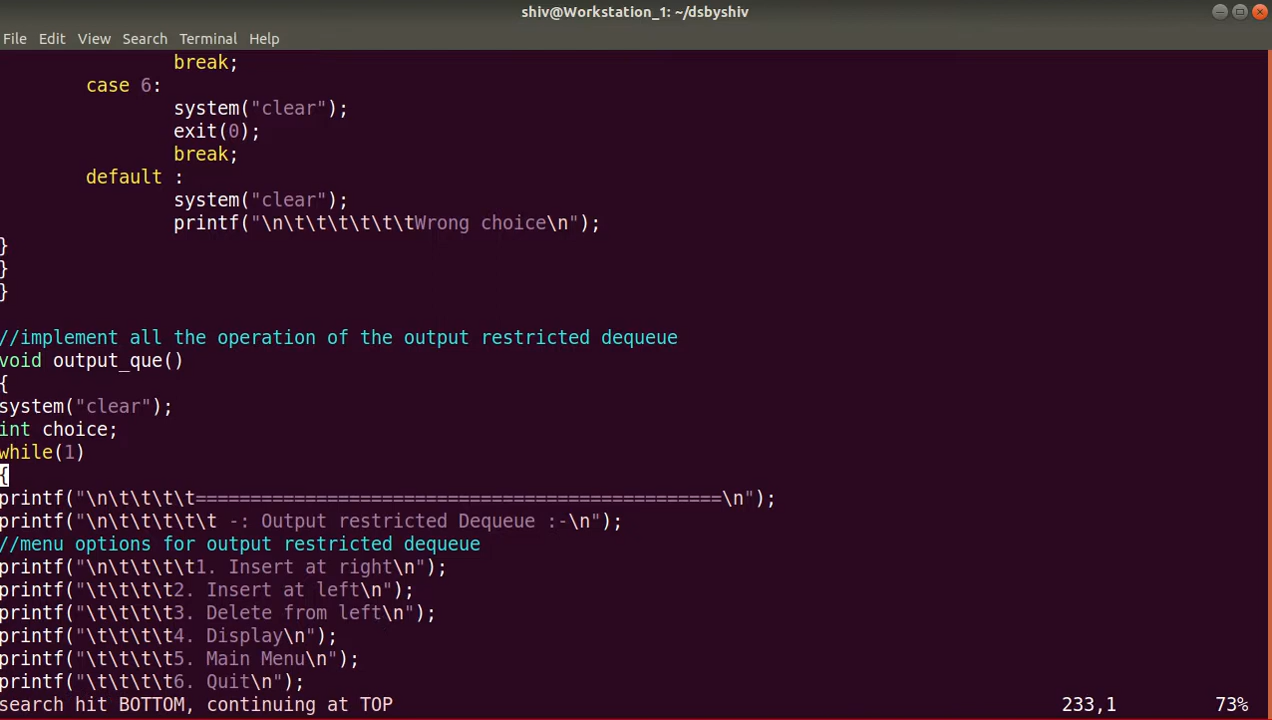 shiv@Workstation_1: ~/dsbyshiv
File Edit View Search Terminal Help
break;
case 6:
system("clear");
exit(0);
break;
default :
system("clear");
printf("\n\t\t\t\t\t\tWrong choice\n");
}
}
}
//implement all the operation of the output restricted dequeue
void output_que()
{
system("clear");
int choice;
while(1)
{
printf("\n\t\t\t\t================================================\n");
printf("\n\t\t\t\t\t -: Output restricted Dequeue :-\n");
//menu options for output restricted dequeue
printf("\n\t\t\t\t1. Insert at right\n");
printf("\t\t\t\t2. Insert at left\n");
printf("\t\t\t\t3. Delete from left\n");
printf("\t\t\t\t4. Display\n");
printf("\t\t\t\t5. Main Menu\n");
printf("\t\t\t\t6. Quit\n");
search hit BOTTOM, continuing at TOP 233,1 73%